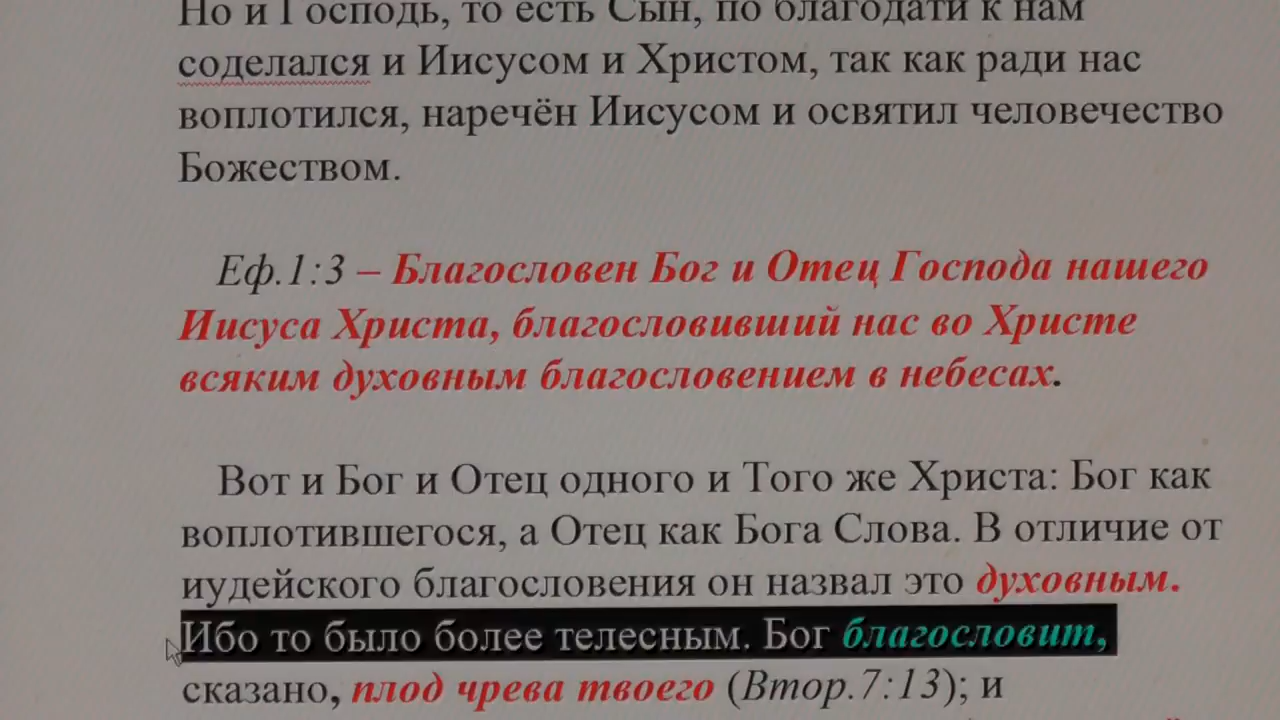 Но и Господь, то есть Сын, по благодати к нам
соделался и Иисусом и Христом, так как ради нас
воплотился, наречён Иисусом и освятил человечество
Божеством.
Еф.1:3 – Благословен Бог и Отец Господа нашего
Иисуса Христа, благословивший нас во Христе
всяким духовным благословением в небесах.
Вот и Бог и Отец одного и Того же Христа: Бог как
воплотившегося, а Отец как Бога Слова. В отличие от
иудейского благословения он назвал это духовным.
Ибо то было более телесным. Бог благословит,
сказано, плод чрева твоего (Втор.7:13); и